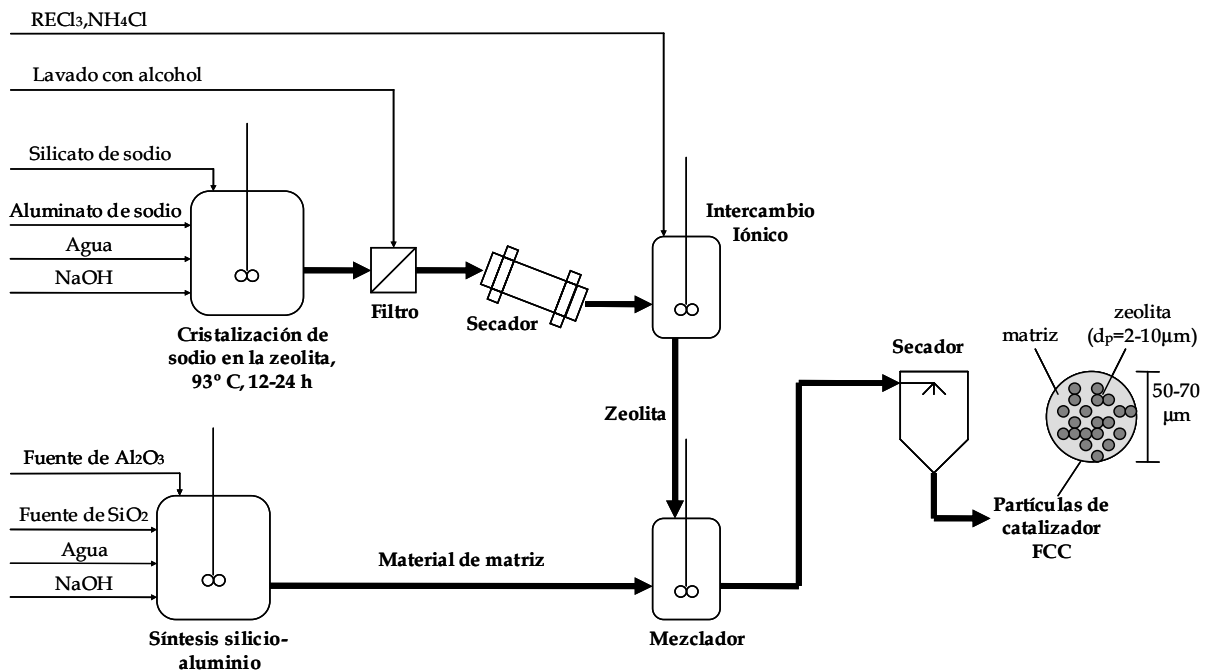 RECl₃,NH₄Cl
Lavado con alcohol
Silicato de sodio
Aluminato de sodio
Agua
NaOH
Cristalización de
sodio en la zeolita,
93º C, 12-24 h
Filtro
Secador
Intercambio
Iónico
Zeolita
Fuente de Al₂O₃
Fuente de SiO₂
Agua
NaOH
Síntesis silicio-
aluminio
Material de matriz
Mezclador
Secador
matriz
zeolita
(dₚ=2-10µm)
50-70
µm
Partículas de
catalizador
FCC